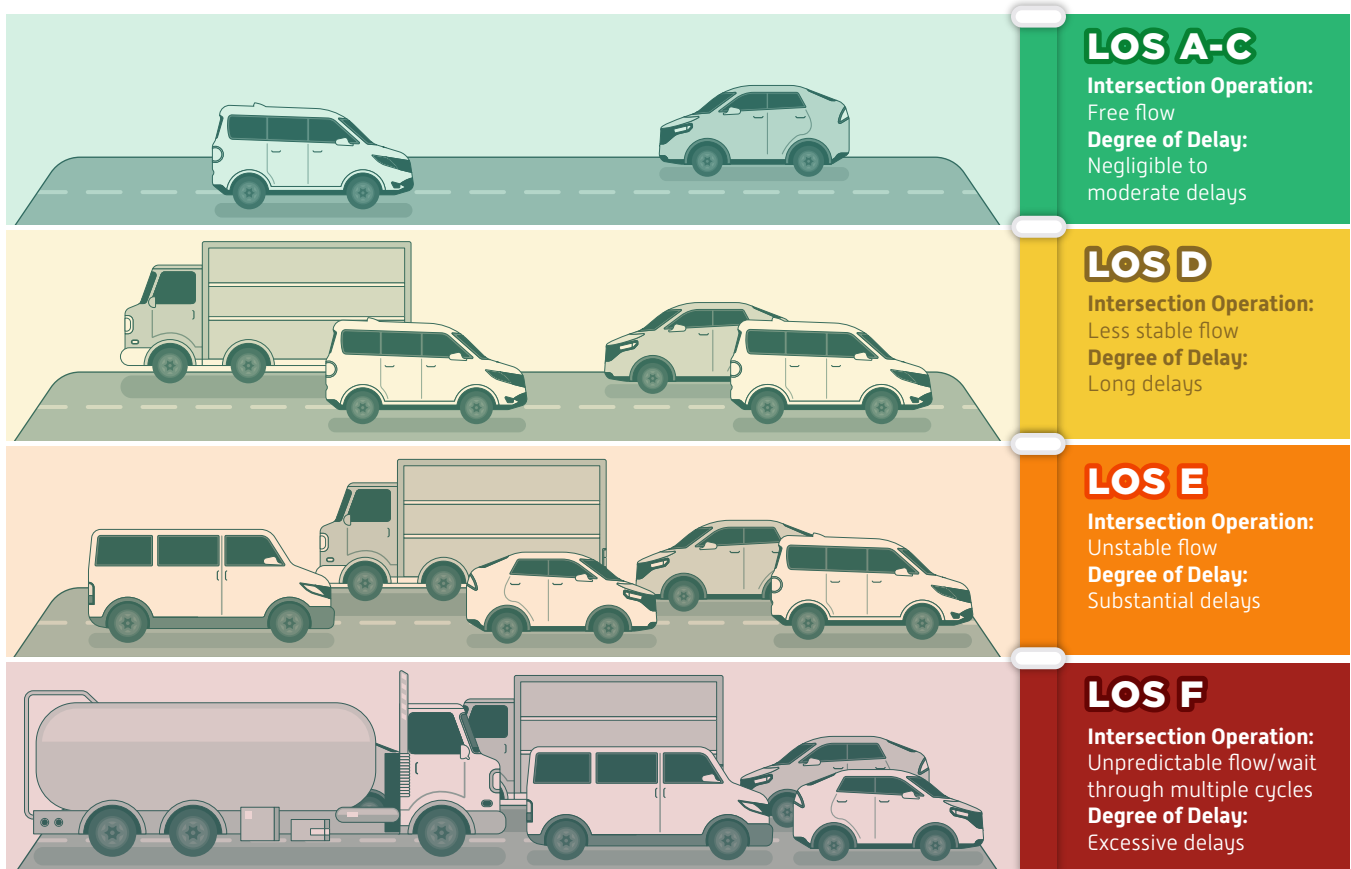 LOS A-C
Intersection Operation:
Free flow
Degree of Delay:
Negligible to
moderate delays
LOS D
Intersection Operation:
Less stable flow
Degree of Delay:
Long delays
LOS E
Intersection Operation:
Unstable flow
Degree of Delay:
Substantial delays
LOS F
Intersection Operation:
Unpredictable flow/wait
through multiple cycles
Degree of Delay:
Excessive delays